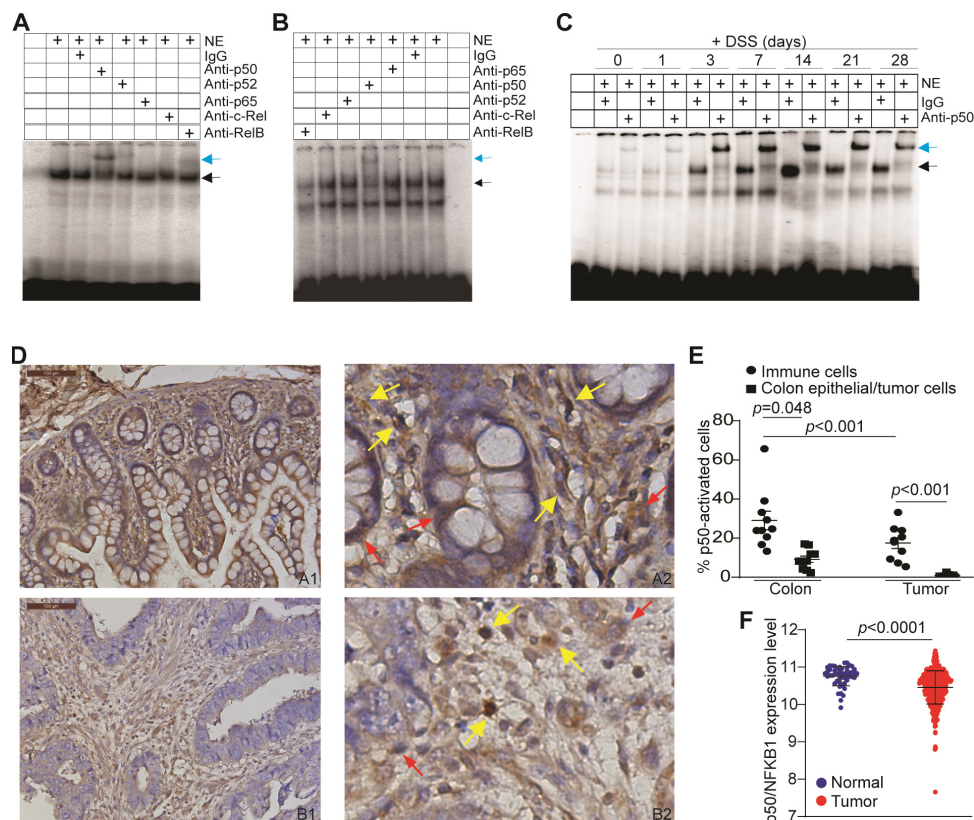 A
+ + + + + + + + NE
+ IgG
+ Anti-p50
+ Anti-p52
+ Anti-p65
+ Anti-c-Rel
+ Anti-RelB
B
+ + + + + + + NE
+ IgG
+ Anti-p65
+ Anti-p50
+ Anti-p52
+ Anti-c-Rel
+ Anti-RelB
C
+ DSS (days)
0 1 3 7 14 21 28
+ + + + + + + + + + + + + + NE
+ + + + + + + IgG
+ + + + + + + Anti-p50
D
100 µm
A1
A2
100 µm
B1
B2
E
Immune cells
Colon epithelial/tumor cells
p=0.048
p<0.001
p<0.001
% p50-activated cells
80
60
40
20
0
Colon Tumor
F
p<0.0001
p50/NFKB1 expression level
12
11
10
9
8
7
Normal
Tumor